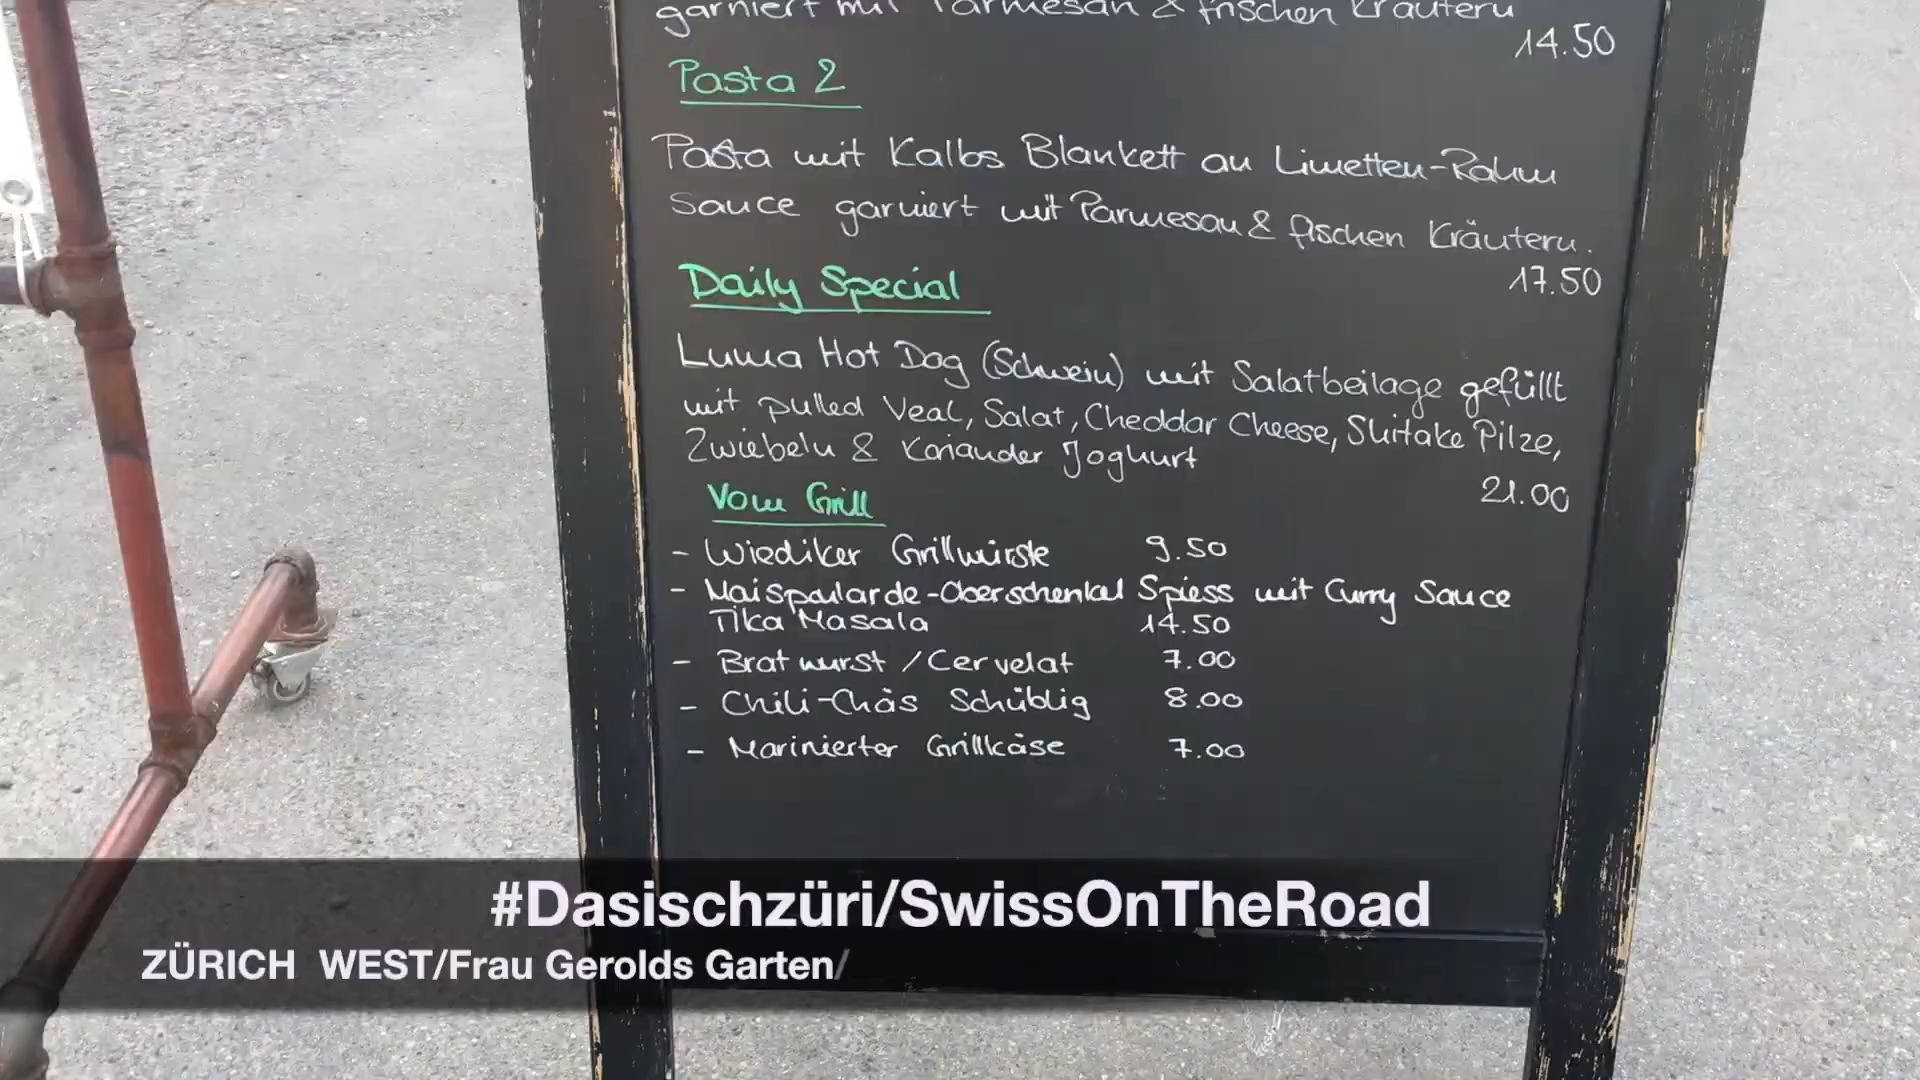 garniert mit Parmesan & frischen Kräutern
14.50
Pasta 2
Pasta mit Kalbs Blankett an Limetten-Rahm
Sauce garniert mit Parmesan & fischen Kräutern.
17.50
Daily Special
Luma Hot Dog (Schwein) mit Salatbeilage gefüllt
mit pulled Veal, Salat, Cheddar Cheese, Shitake Pilze,
Zwiebeln & Koriander Joghurt
21.00
Vom Grill
- Wiediker Grillwürste 9.50
- Maispoularde-Oberschenkel Spiess mit Curry Sauce
Tika Masala 14.50
- Bratwurst / Cervelat 7.00
- Chili-Chäs Schüblig 8.00
- Marinierter Grillkäse 7.00
#Dasischzüri/SwissOnTheRoad
ZÜRICH WEST/Frau Gerolds Garten/